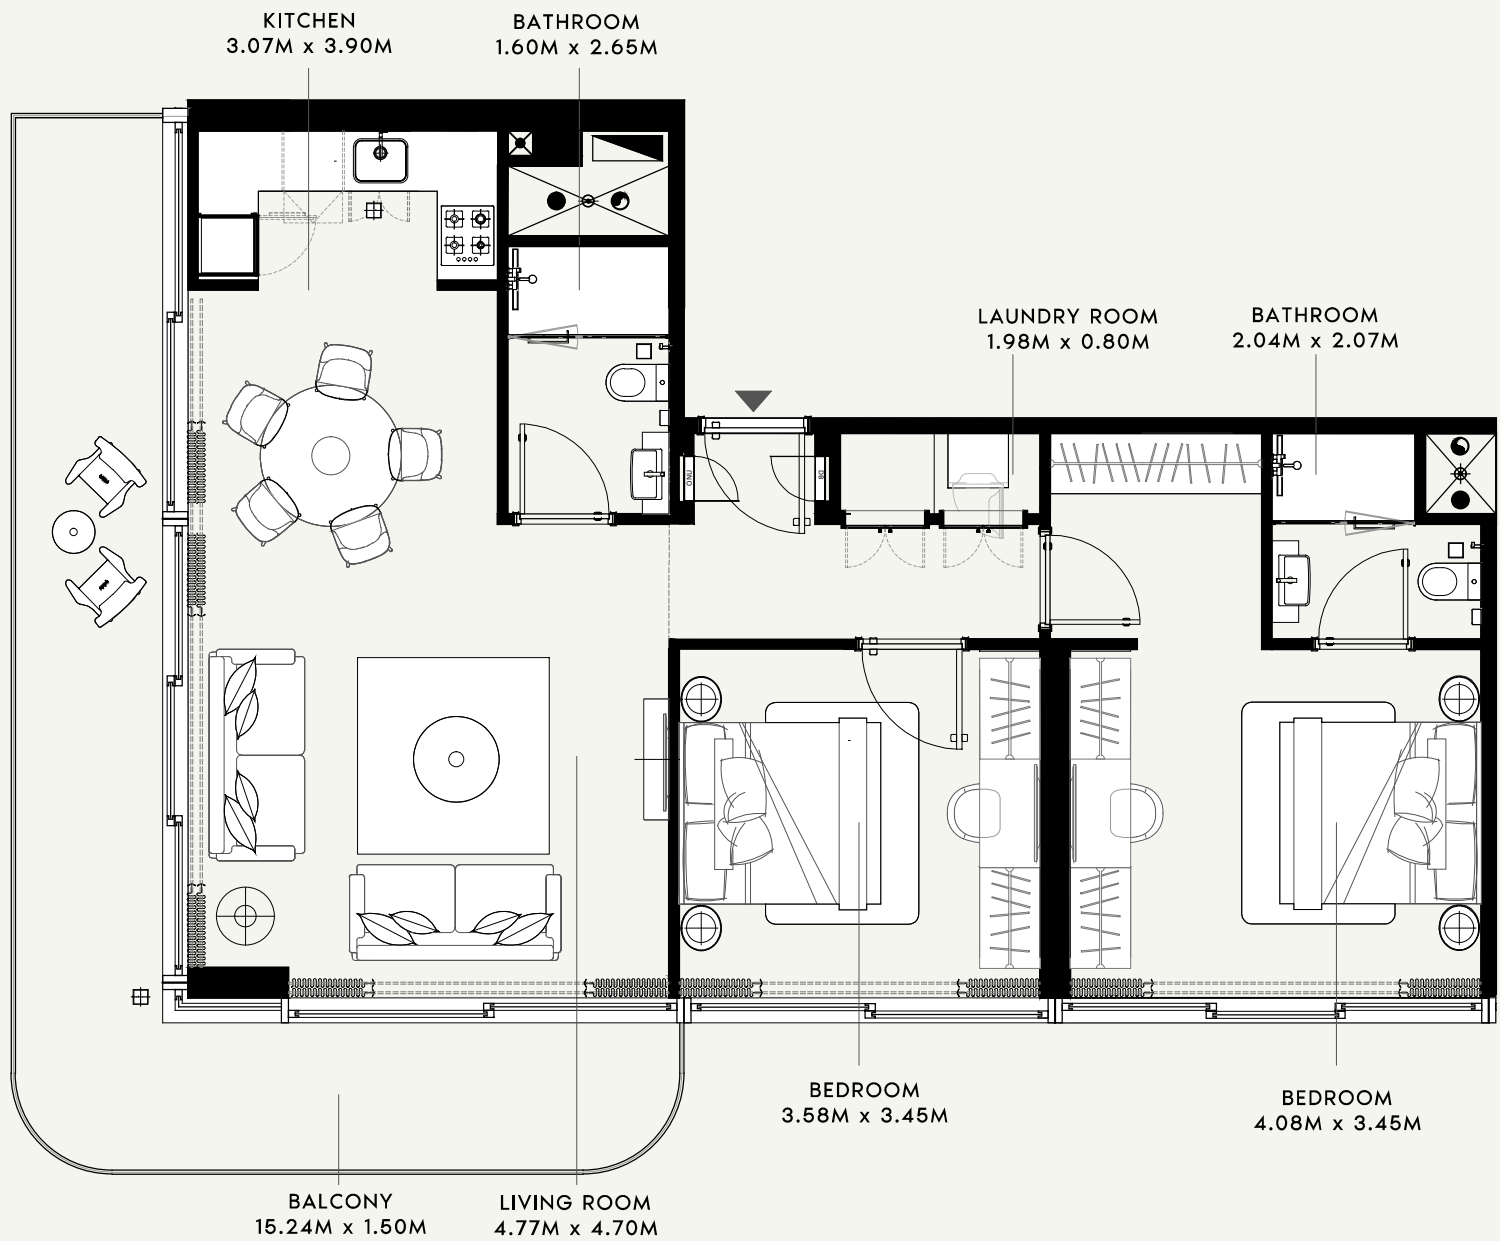 KITCHEN
3.07M x 3.90M
BATHROOM
1.60M x 2.65M
LAUNDRY ROOM
1.98M x 0.80M
BATHROOM
2.04M x 2.07M
ONU
DB
BEDROOM
3.58M x 3.45M
BEDROOM
4.08M x 3.45M
BALCONY
15.24M x 1.50M
LIVING ROOM
4.77M x 4.70M